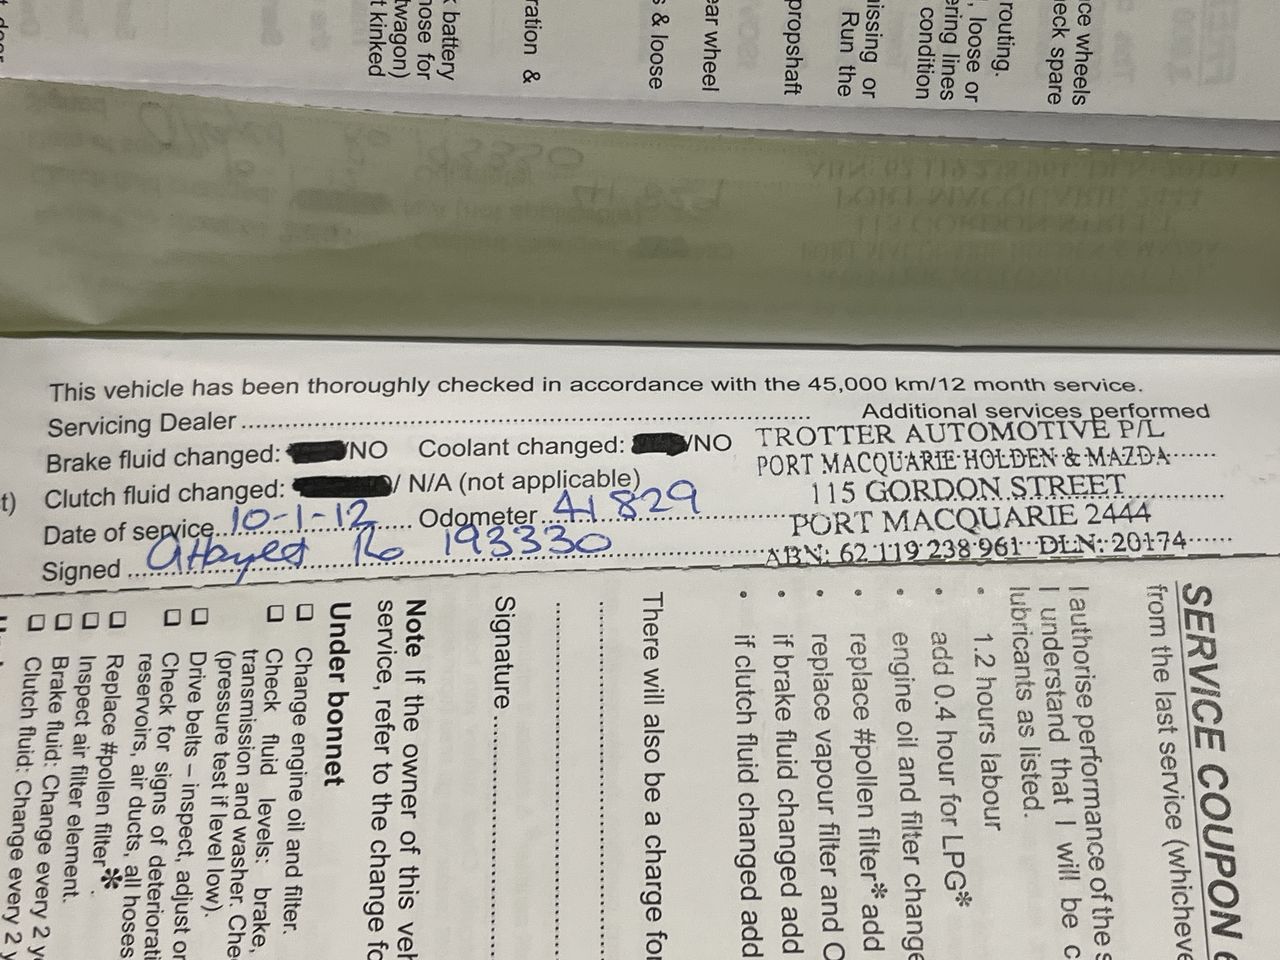 k battery
hose for
twagon)
t kinked
ration &
s & loose
ear wheel
propshaft
issing or
Run the
, loose or
ering lines
condition
routing.
ice wheels
eck spare
This vehicle has been thoroughly checked in accordance with the 45,000 km/12 month service.
Servicing Dealer
Additional services performed
Brake fluid changed: /NO Coolant changed: /NO
Clutch fluid changed: / N/A (not applicable)
Date of service 10-1-12 Odometer 41829
Signed Ro 193330
TROTTER AUTOMOTIVE P/L
PORT MACQUARIE HOLDEN & MAZDA
115 GORDON STREET
PORT MACQUARIE 2444
ABN: 62 119 238 961 DLN: 20174
t)
SERVICE COUPON
from the last service (whicheve
I authorise performance of the s
I understand that I will be c
lubricants as listed.
• 1.2 hours labour
• add 0.4 hour for LPG*
• engine oil and filter change
• replace #pollen filter* add
• replace vapour filter and O
• if brake fluid changed add
• if clutch fluid changed add
There will also be a charge for
Signature
Note If the owner of this veh
service, refer to the change fo
Under bonnet
Change engine oil and filter.
Check fluid levels: brake,
transmission and washer. Chec
(pressure test if level low).
Drive belts – inspect, adjust or
Check for signs of deteriorati
reservoirs, air ducts, all hoses
Replace #pollen filter* .
Inspect air filter element.
Brake fluid: Change every 2 y
Clutch fluid: Change every 2 y